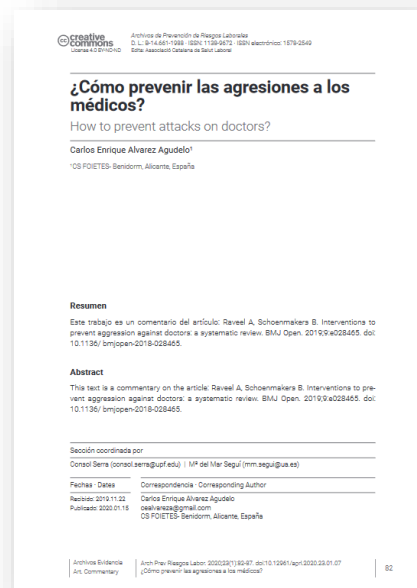 creative commons
License 4.0 BY-NC-ND
Archivos de Prevención de Riesgos Laborales
D. L.: B-14.661-1998 · ISSN: 1138-9672 · ISSN electrónico: 1578-2549
Edita: Associació Catalana de Salut Laboral
¿Cómo prevenir las agresiones a los
médicos?
How to prevent attacks on doctors?
Carlos Enrique Alvarez Agudelo¹
¹CS FOIETES- Benidorm, Alicante, España
Resumen
Este trabajo es un comentario del artículo: Raveel A, Schoenmakers B. Interventions to
prevent aggression against doctors: a systematic review. BMJ Open. 2019;9:e028465. doi:
10.1136/ bmjopen-2018-028465.
Abstract
This text is a commentary on the article: Raveel A, Schoenmakers B. Interventions to pre-
vent aggression against doctors: a systematic review. BMJ Open. 2019;9:e028465. doi:
10.1136/ bmjopen-2018-028465.
Sección coordinada por
Consol Serra (consol.serra@upf.edu) | Mª del Mar Seguí (mm.segui@ua.es)
Fechas · Dates
Correspondencia · Corresponding Author
Recibido: 2019.11.22
Publicado: 2020.01.15
Carlos Enrique Alvarez Agudelo
cealvareza@gmail.com
CS FOIETES- Benidorm, Alicante, España
Archivos Evidencia
Art. Commentary
Arch Prev Riesgos Labor. 2020;23(1):82-87. doi:10.12961/aprl.2020.23.01.07
¿Cómo prevenir las agresiones a los médicos?
82